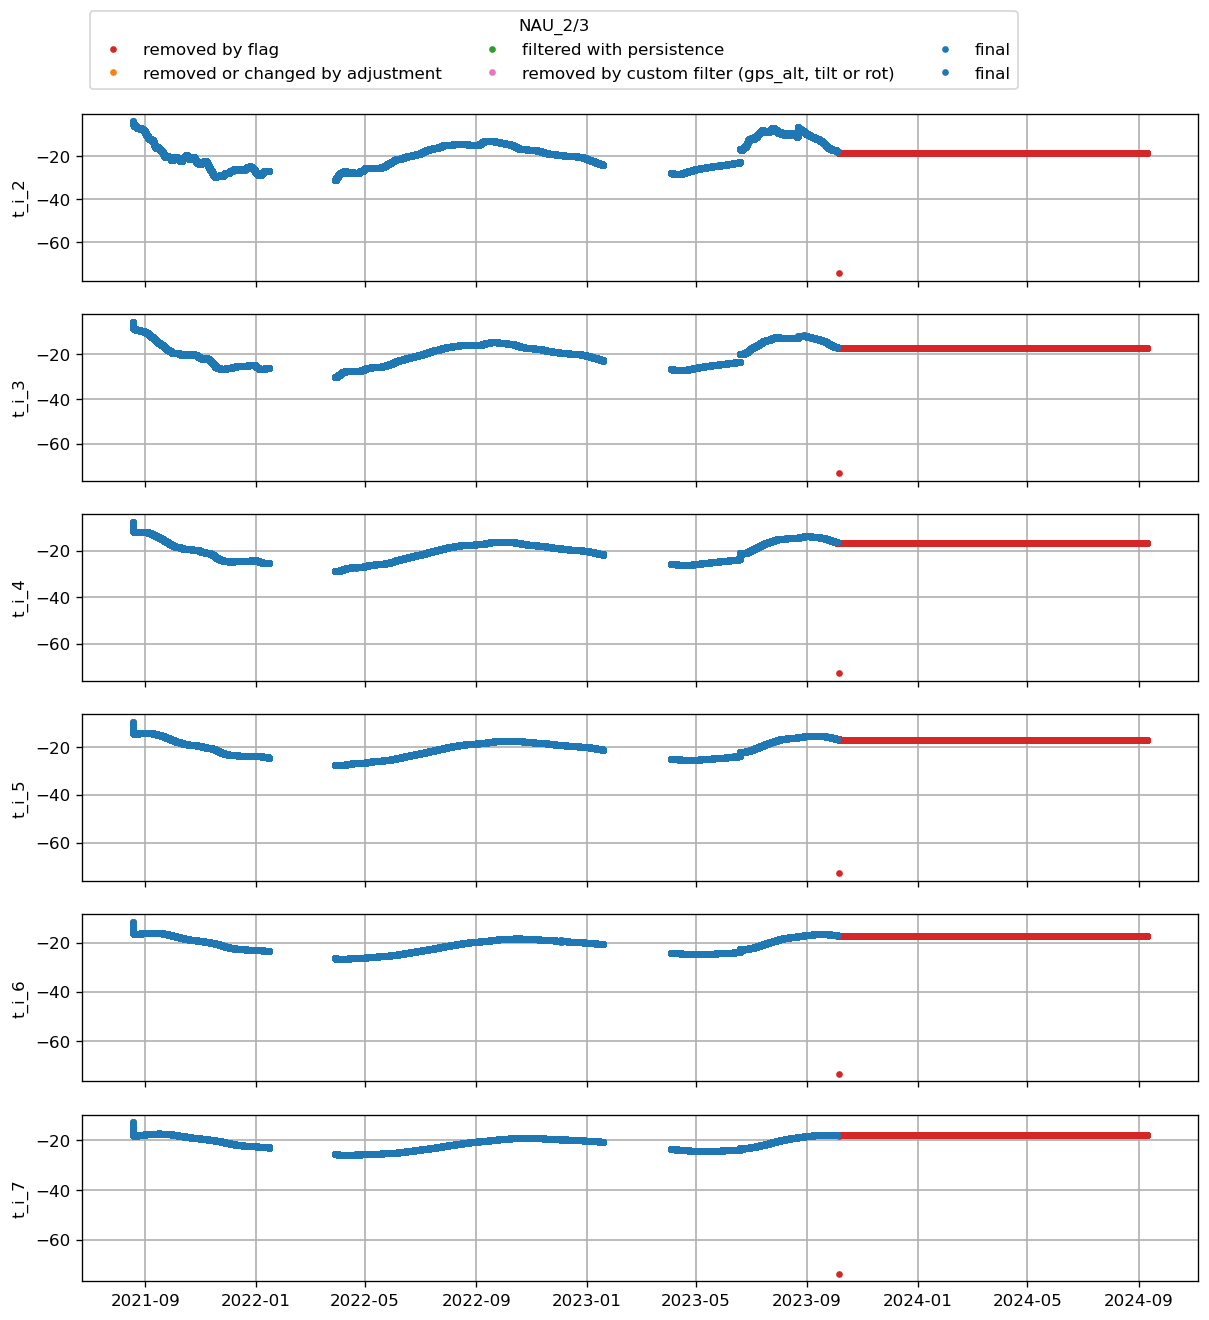 NAU_2/3
removed by flag
removed or changed by adjustment
filtered with persistence
removed by custom filter (gps_alt, tilt or rot)
final
final
−20
−40
−60
t_i_2
−20
−40
−60
t_i_3
−20
−40
−60
t_i_4
−20
−40
−60
t_i_5
−20
−40
−60
t_i_6
−20
−40
−60
t_i_7
2021-09 2022-01 2022-05 2022-09 2023-01 2023-05 2023-09 2024-01 2024-05 2024-09